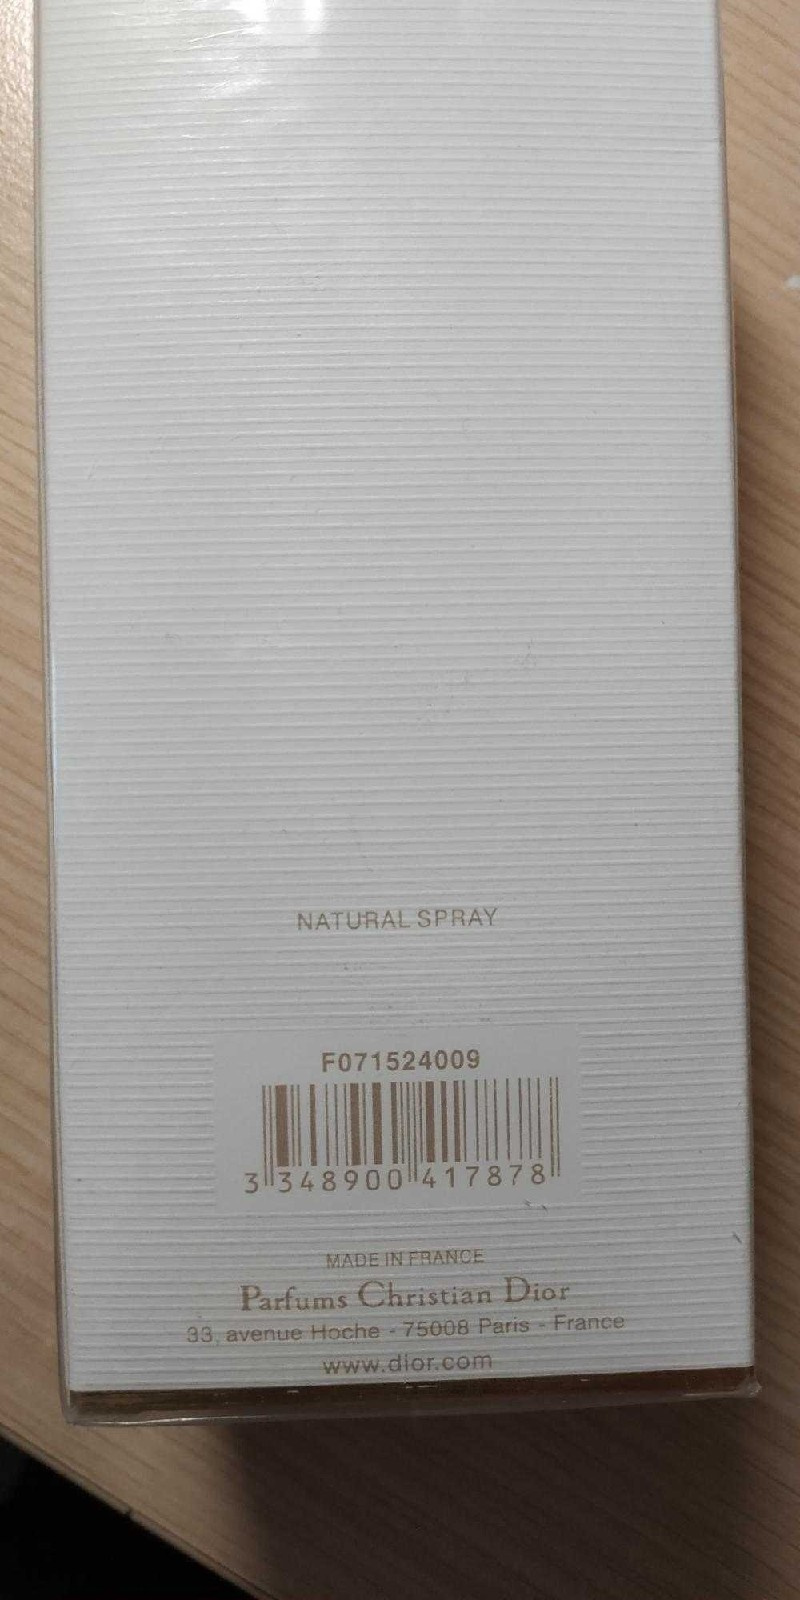 NATURAL SPRAY
F071524009
3 348900 417878
MADE IN FRANCE
Parfums Christian Dior
33, avenue Hoche - 75008 Paris - France
www.dior.com